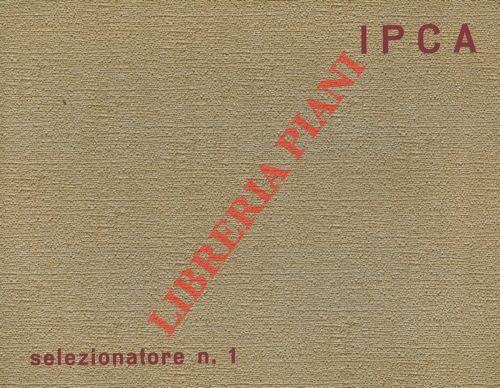 IPCA
LIBRERIA PIANI
selezionatore n. 1